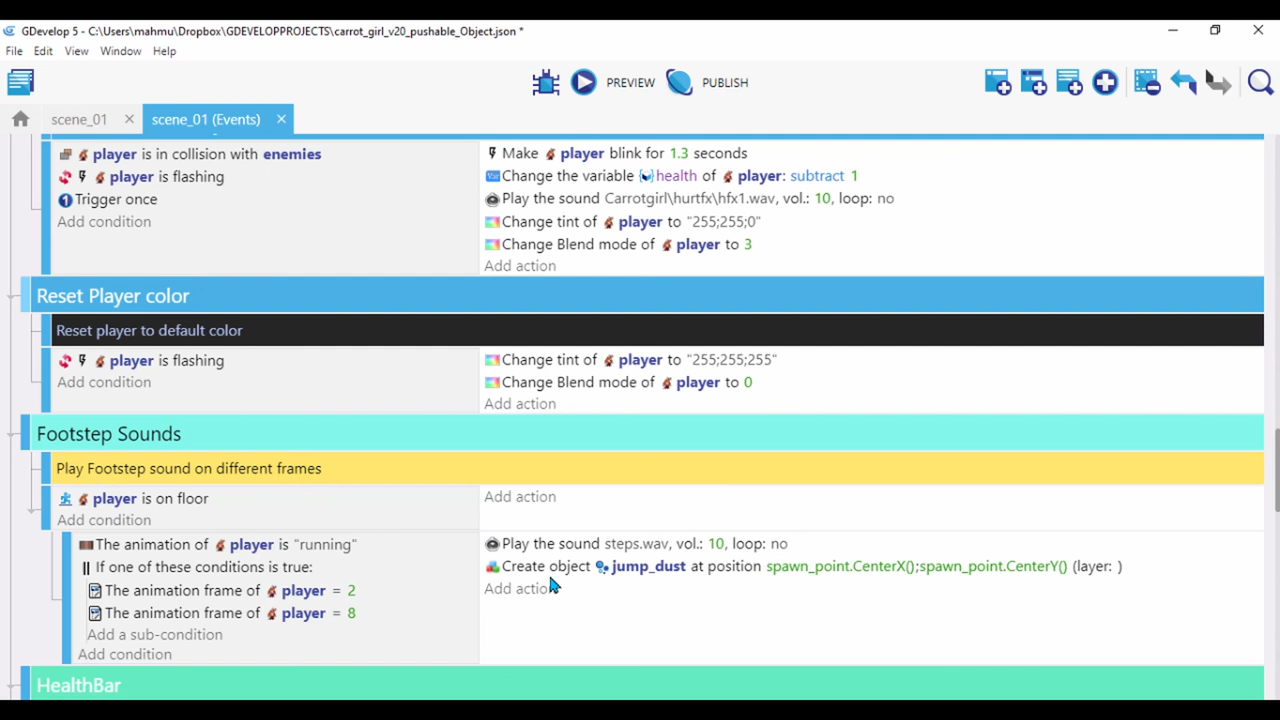 GDevelop 5 - C:\Users\mahmu\Dropbox\GDEVELOPPROJECTS\carrot_girl_v20_pushable_Object.json *
File Edit View Window Help
PREVIEW PUBLISH
scene_01 × scene_01 (Events) ×
player is in collision with enemies
player is flashing
Trigger once
Add condition
Make player blink for 1.3 seconds
Change the variable health of player: subtract 1
Play the sound Carrotgirl\hurtfx\hfx1.wav, vol.: 10, loop: no
Change tint of player to "255;255;0"
Change Blend mode of player to 3
Add action
Reset Player color
Reset player to default color
player is flashing
Add condition
Change tint of player to "255;255;255"
Change Blend mode of player to 0
Add action
Footstep Sounds
Play Footstep sound on different frames
player is on floor
Add condition
Add action
The animation of player is "running"
If one of these conditions is true:
The animation frame of player = 2
The animation frame of player = 8
Add a sub-condition
Add condition
Play the sound steps.wav, vol.: 10, loop: no
Create object jump_dust at position spawn_point.CenterX();spawn_point.CenterY() (layer: )
Add action
HealthBar